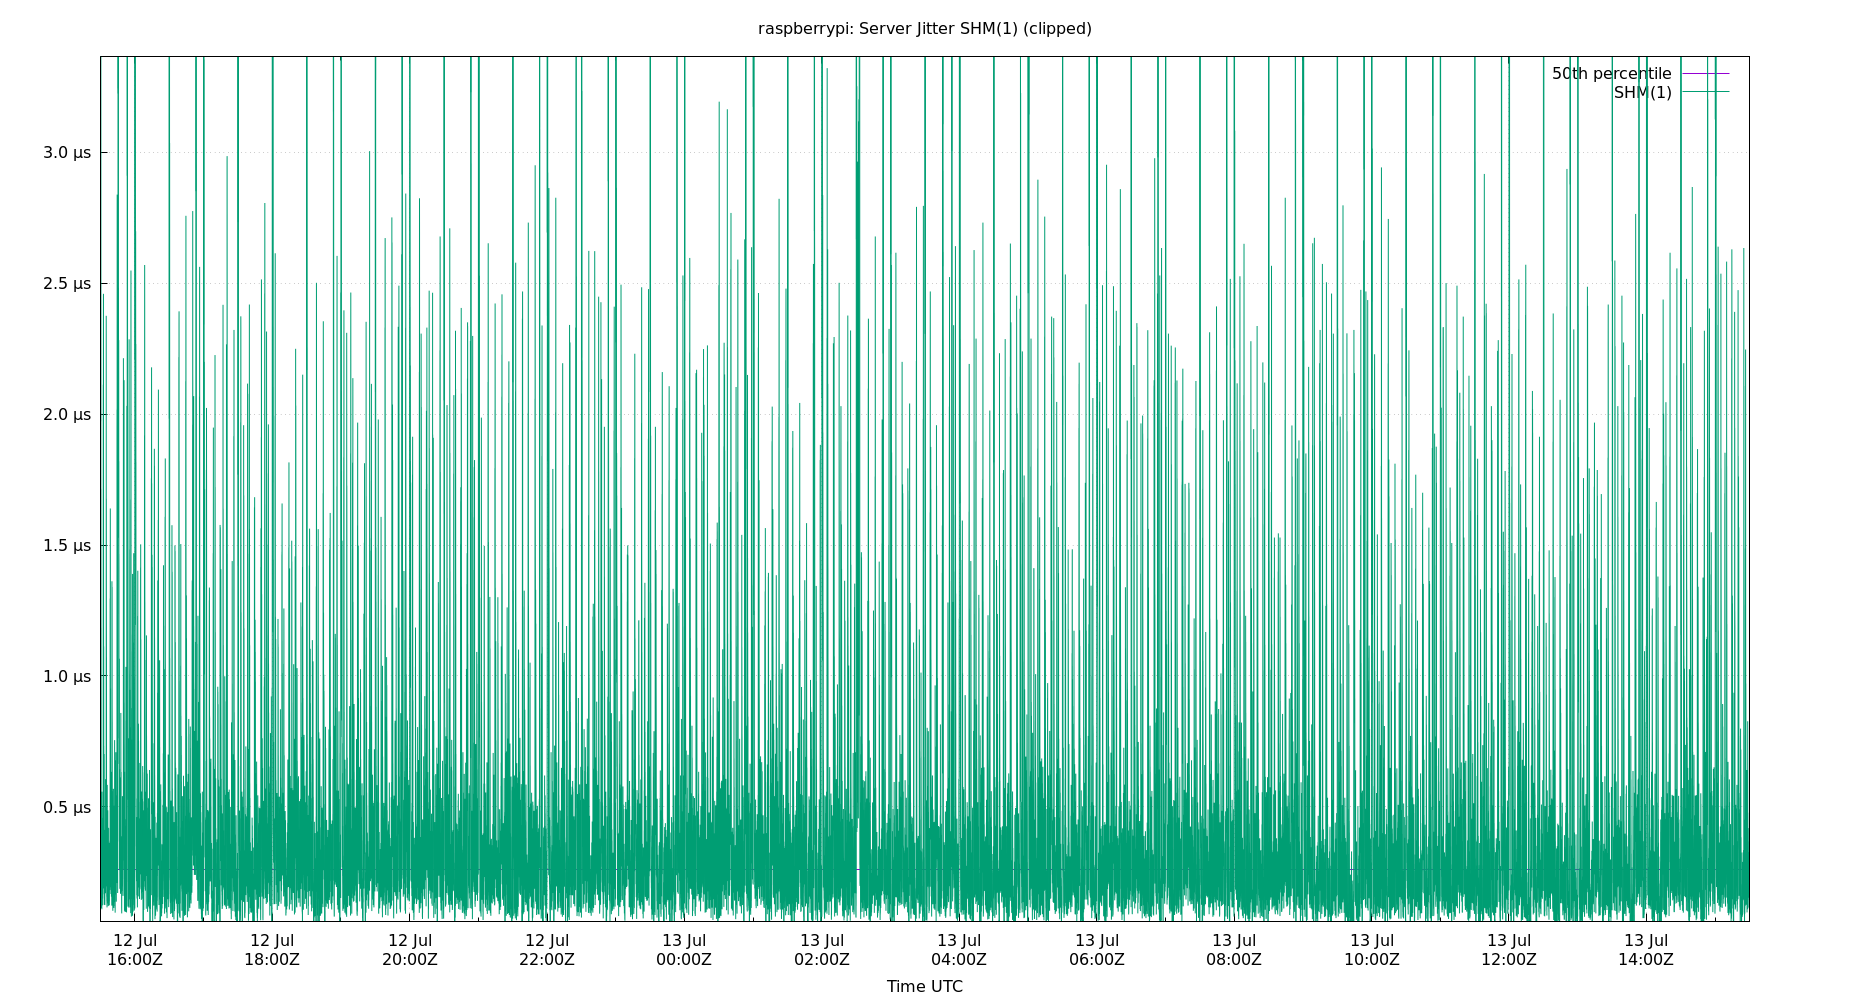 raspberrypi: Server Jitter SHM(1) (clipped)
50th percentile
SHM(1)
3.0 µs
2.5 µs
2.0 µs
1.5 µs
1.0 µs
0.5 µs
12 Jul 12 Jul 12 Jul 12 Jul 13 Jul 13 Jul 13 Jul 13 Jul 13 Jul 13 Jul 13 Jul 13 Jul
16:00Z 18:00Z 20:00Z 22:00Z 00:00Z 02:00Z 04:00Z 06:00Z 08:00Z 10:00Z 12:00Z 14:00Z
Time UTC